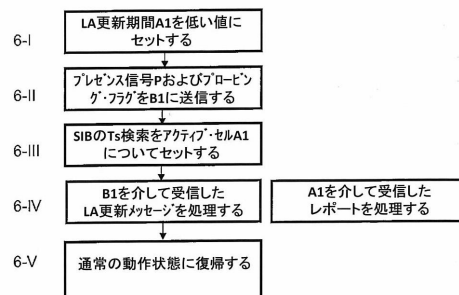 6-I
LA更新期間A1を低い値に
セットする
6-II
プレゼンス信号Pおよびプロービン
グ・フラグをB1に送信する
6-III
SIBのTs検索をアクティブ・セルA1
についてセットする
6-IV
B1を介して受信した
LA更新メッセージを処理する
A1を介して受信した
レポートを処理する
6-V
通常の動作状態に復帰する